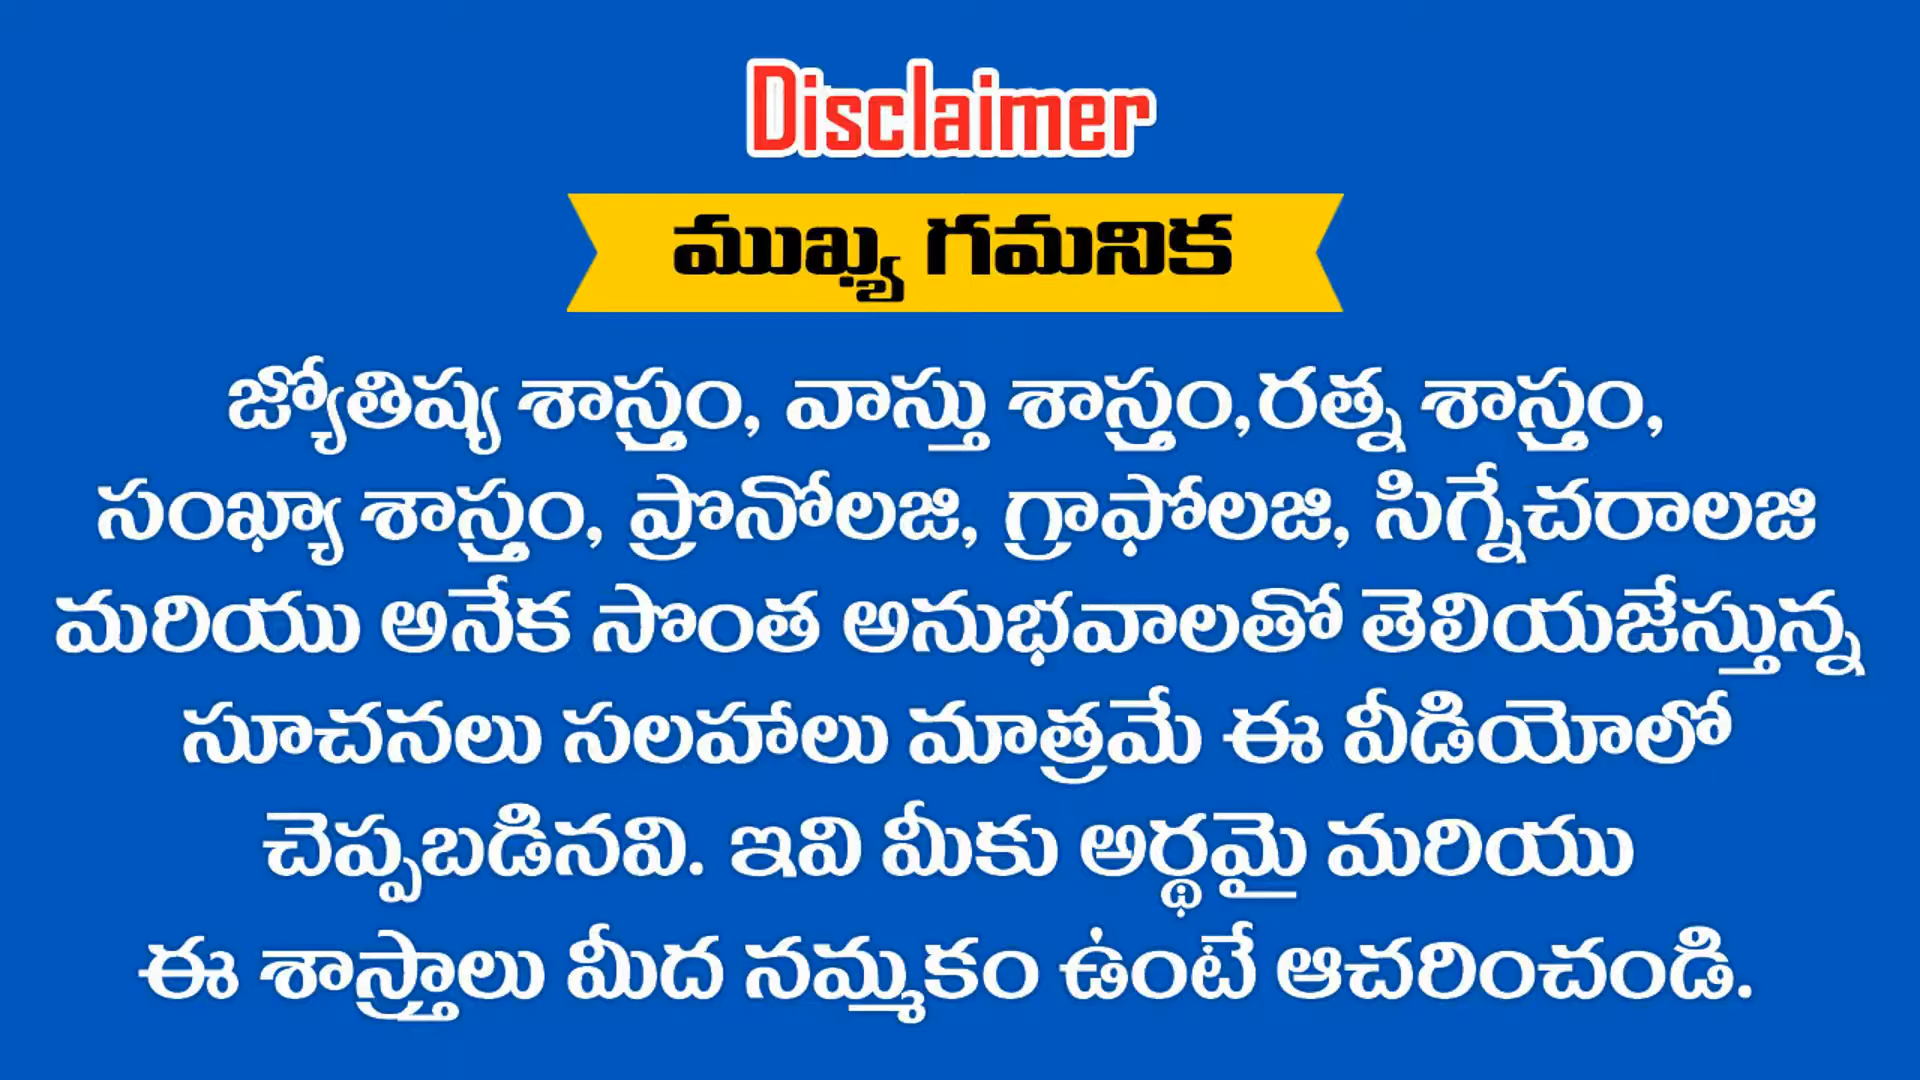 Disclaimer
ముఖ్య గమనిక
జ్యోతిష్య శాస్త్రం, వాస్తు శాస్త్రం,రత్న శాస్త్రం,
సంఖ్యా శాస్త్రం, ప్రొనోలజి, గ్రాఫోలజి, సిగ్నేచరాలజి
మరియు అనేక సొంత అనుభవాలతో తెలియజేస్తున్న
సూచనలు సలహాలు మాత్రమే ఈ వీడియోలో
చెప్పబడినవి. ఇవి మీకు అర్థమై మరియు
ఈ శాస్త్రాలు మీద నమ్మకం ఉంటే ఆచరించండి.